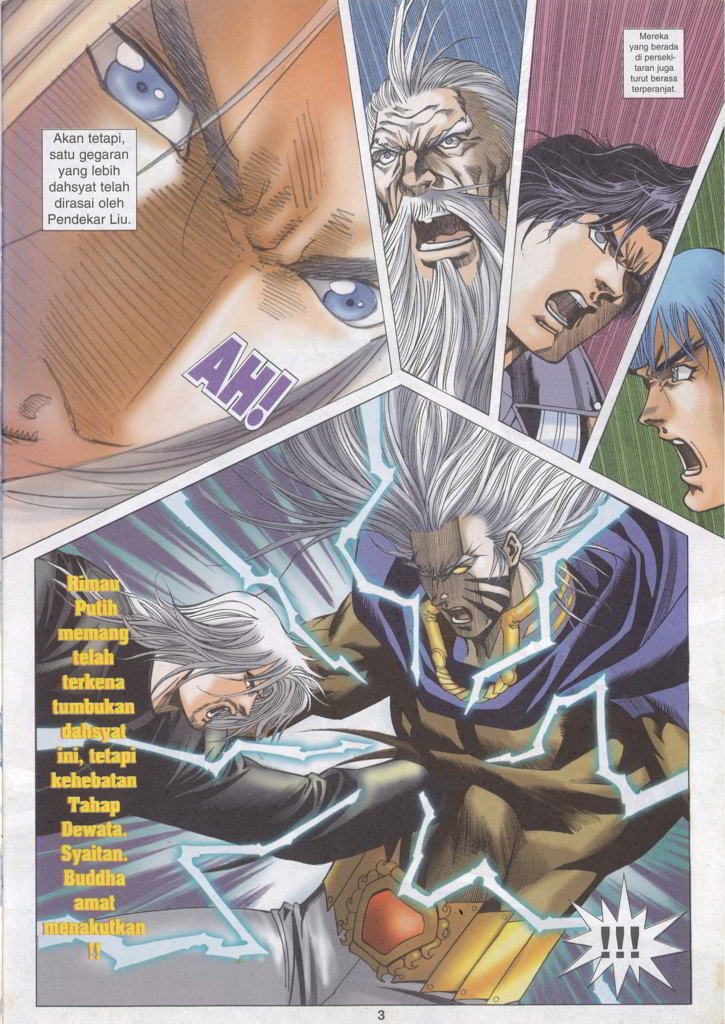 Akan tetapi,
satu gegaran
yang lebih
dahsyat telah
dirasai oleh
Pendekar Liu.
Mereka
yang berada
di perseki-
taran juga
turut berasa
terperanjat.
AH!
Rimau
Putih
memang
telah
terkena
tumbukan
dahsyat
ini, tetapi
kehebatan
Tahap
Dewata.
Syaitan.
Buddha
amat
menakutkan
!!
!!!
3